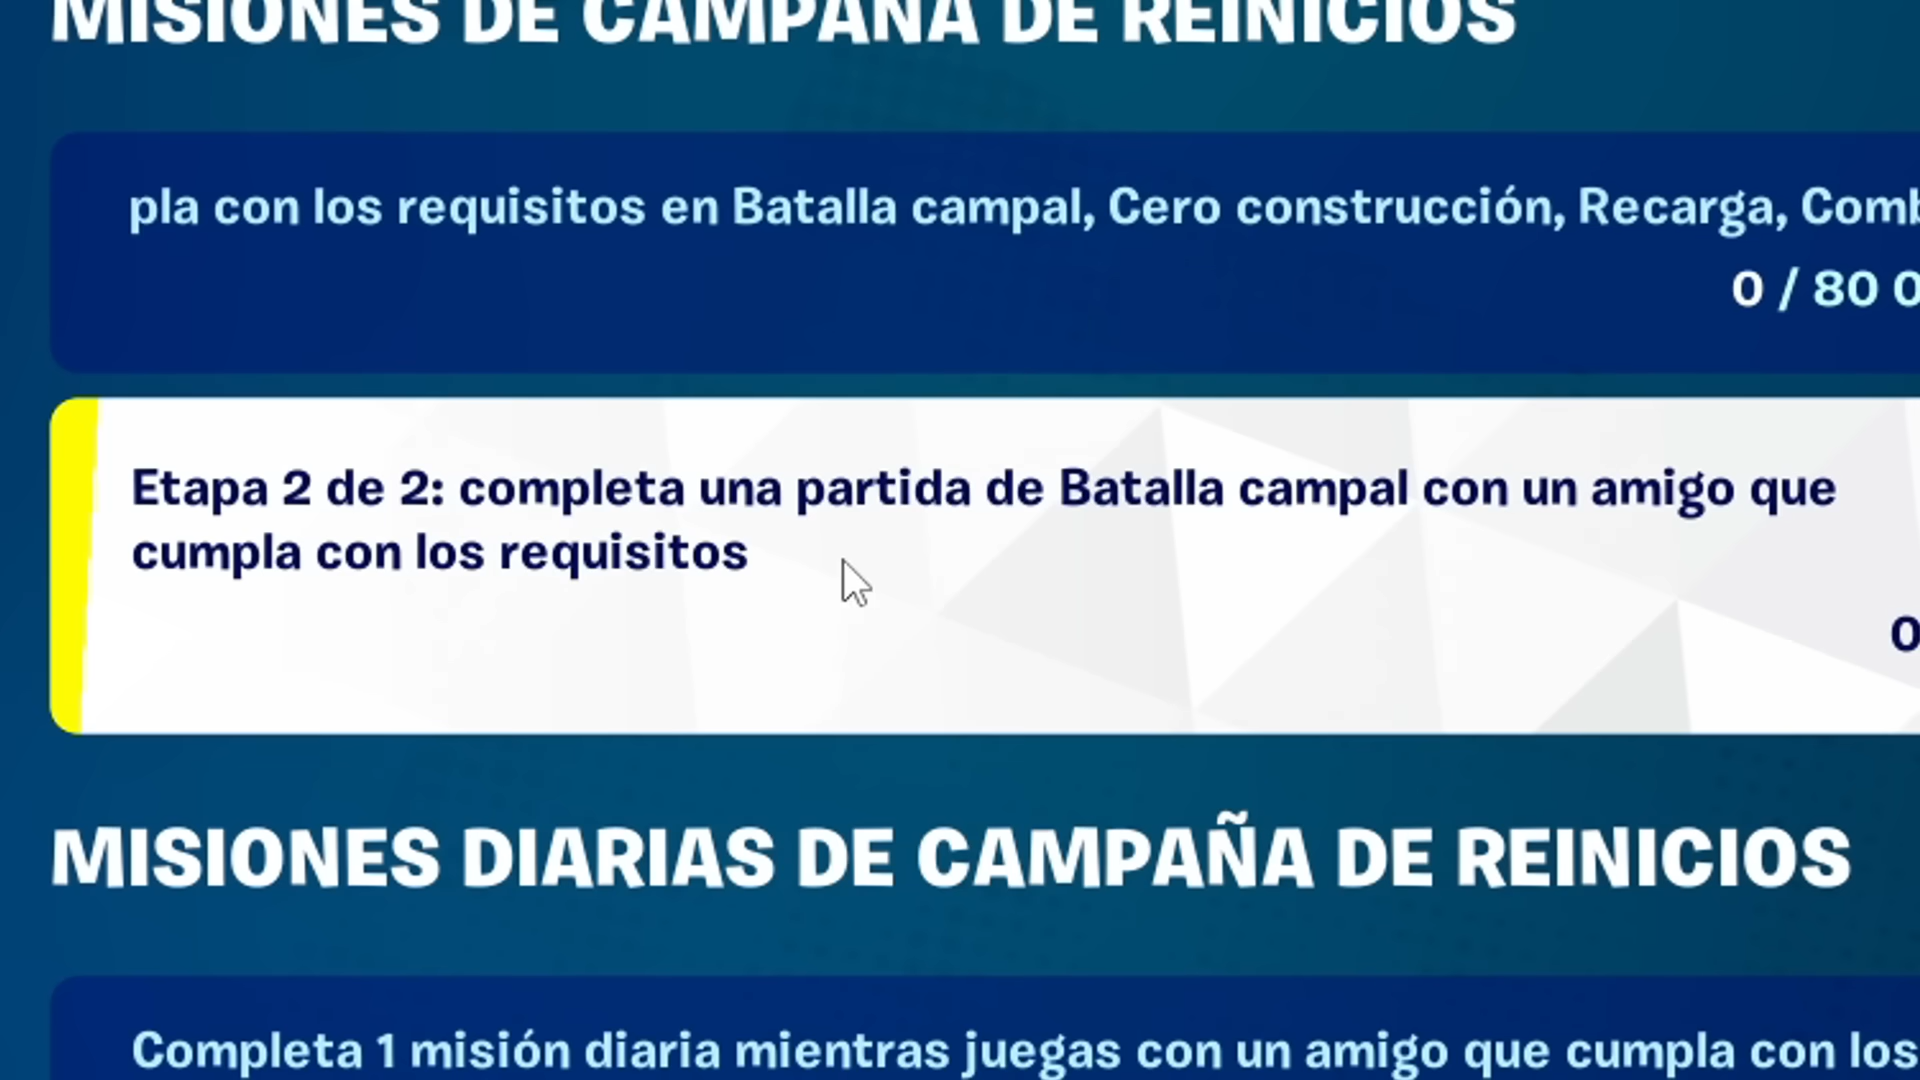 MISIONES DE CAMPAÑA DE REINICIOS
pla con los requisitos en Batalla campal, Cero construcción, Recarga,
0 / 80
Etapa 2 de 2: completa una partida de Batalla campal con un amigo que
cumpla con los requisitos
0
MISIONES DIARIAS DE CAMPAÑA DE REINICIOS
Completa 1 misión diaria mientras juegas con un amigo que cumpla con los